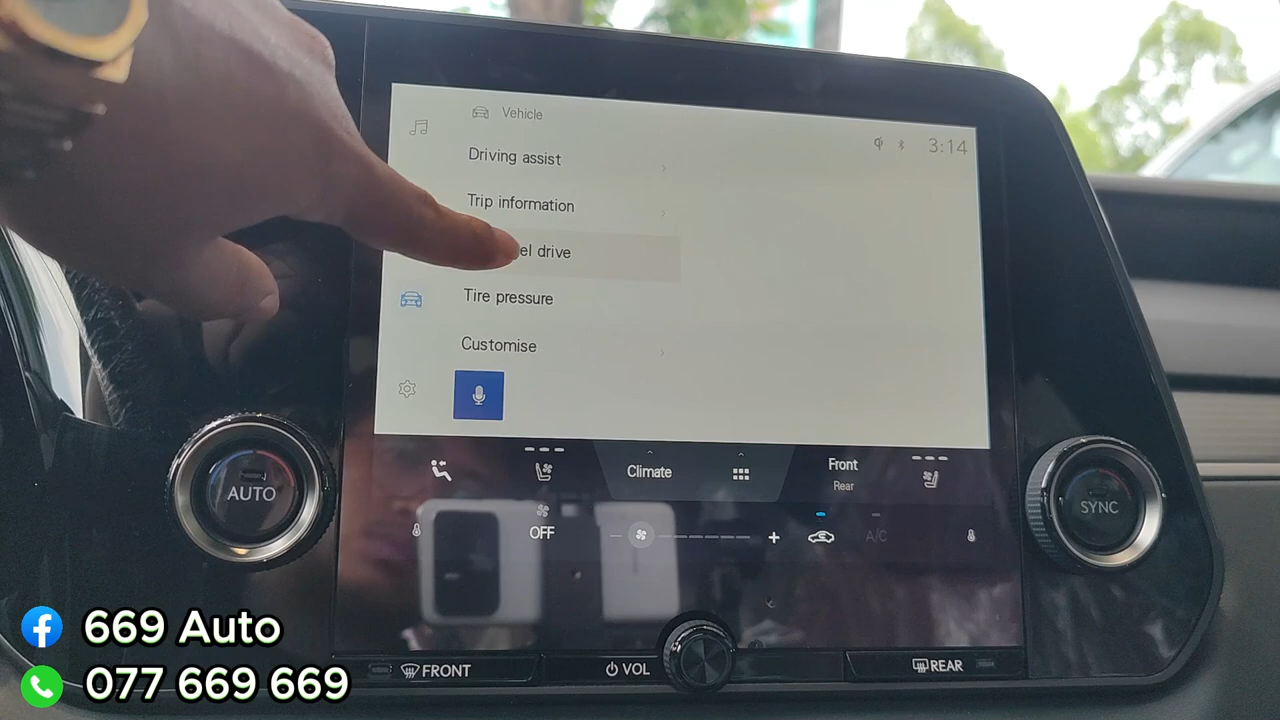 Vehicle
3:14
Driving assist
Trip information
el drive
Tire pressure
Customise
Climate
Front
Rear
AUTO
SYNC
OFF
A/C
FRONT
VOL
REAR
669 Auto
077 669 669